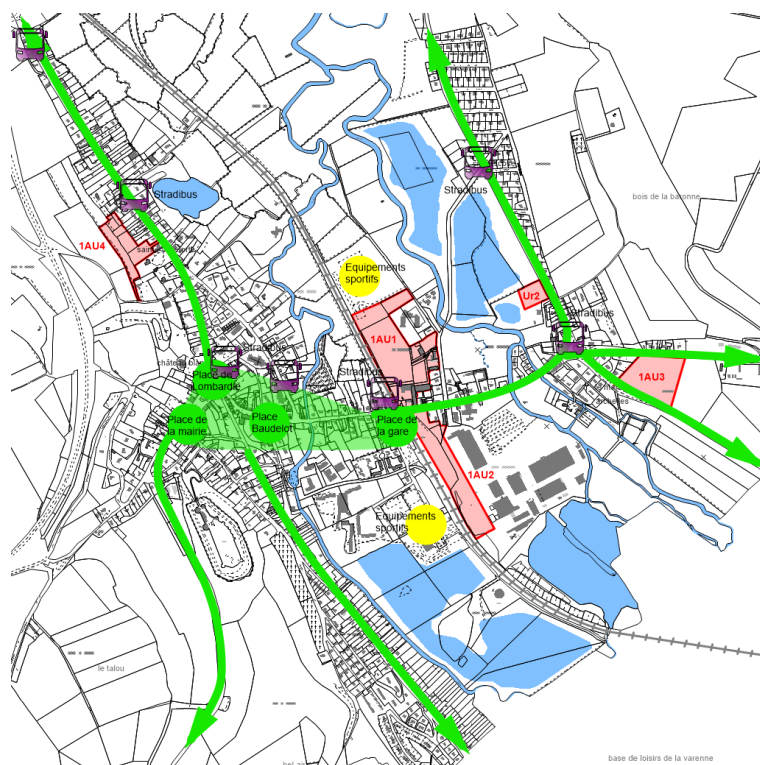 Stradibus
bois de la baronne
Stradibus
1AU4
Equipements
sportifs
Ur2
Stradibus
1AU1
Stradibus
Stradibus
Place de
Lombardie
1AU3
Place de
la mairie
Place
Baudelot
Place de
la gare
1AU2
Equipements
sportifs
le talou
base de loisirs de la varenne